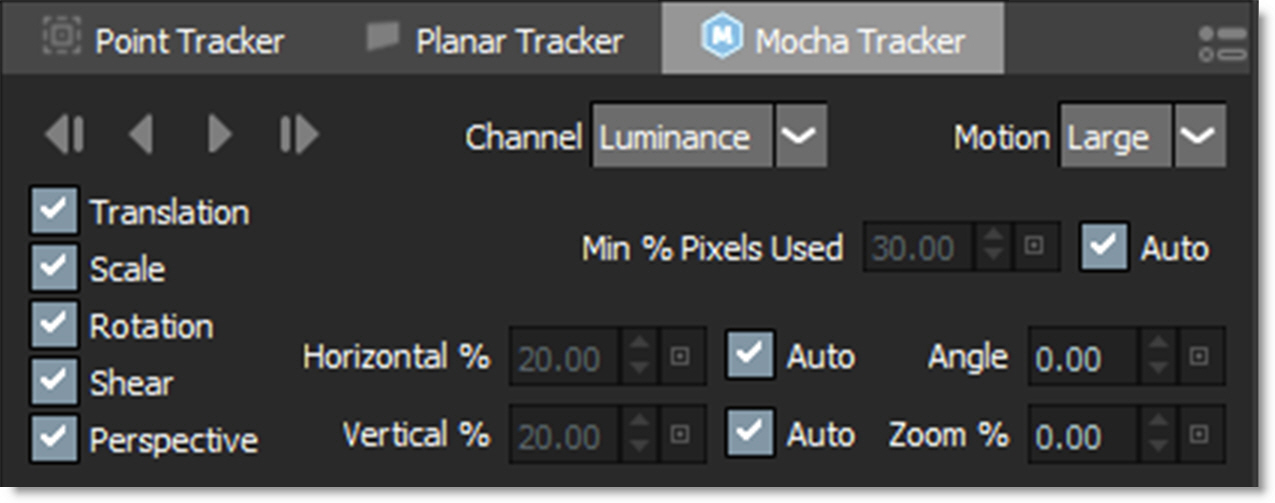 Point Tracker Planar Tracker M Mocha Tracker
Channel Luminance Motion Large
Translation
Min % Pixels Used 30.00 Auto
Scale
Rotation
Horizontal % 20.00 Auto Angle 0.00
Shear
Vertical % 20.00 Auto Zoom % 0.00
Perspective